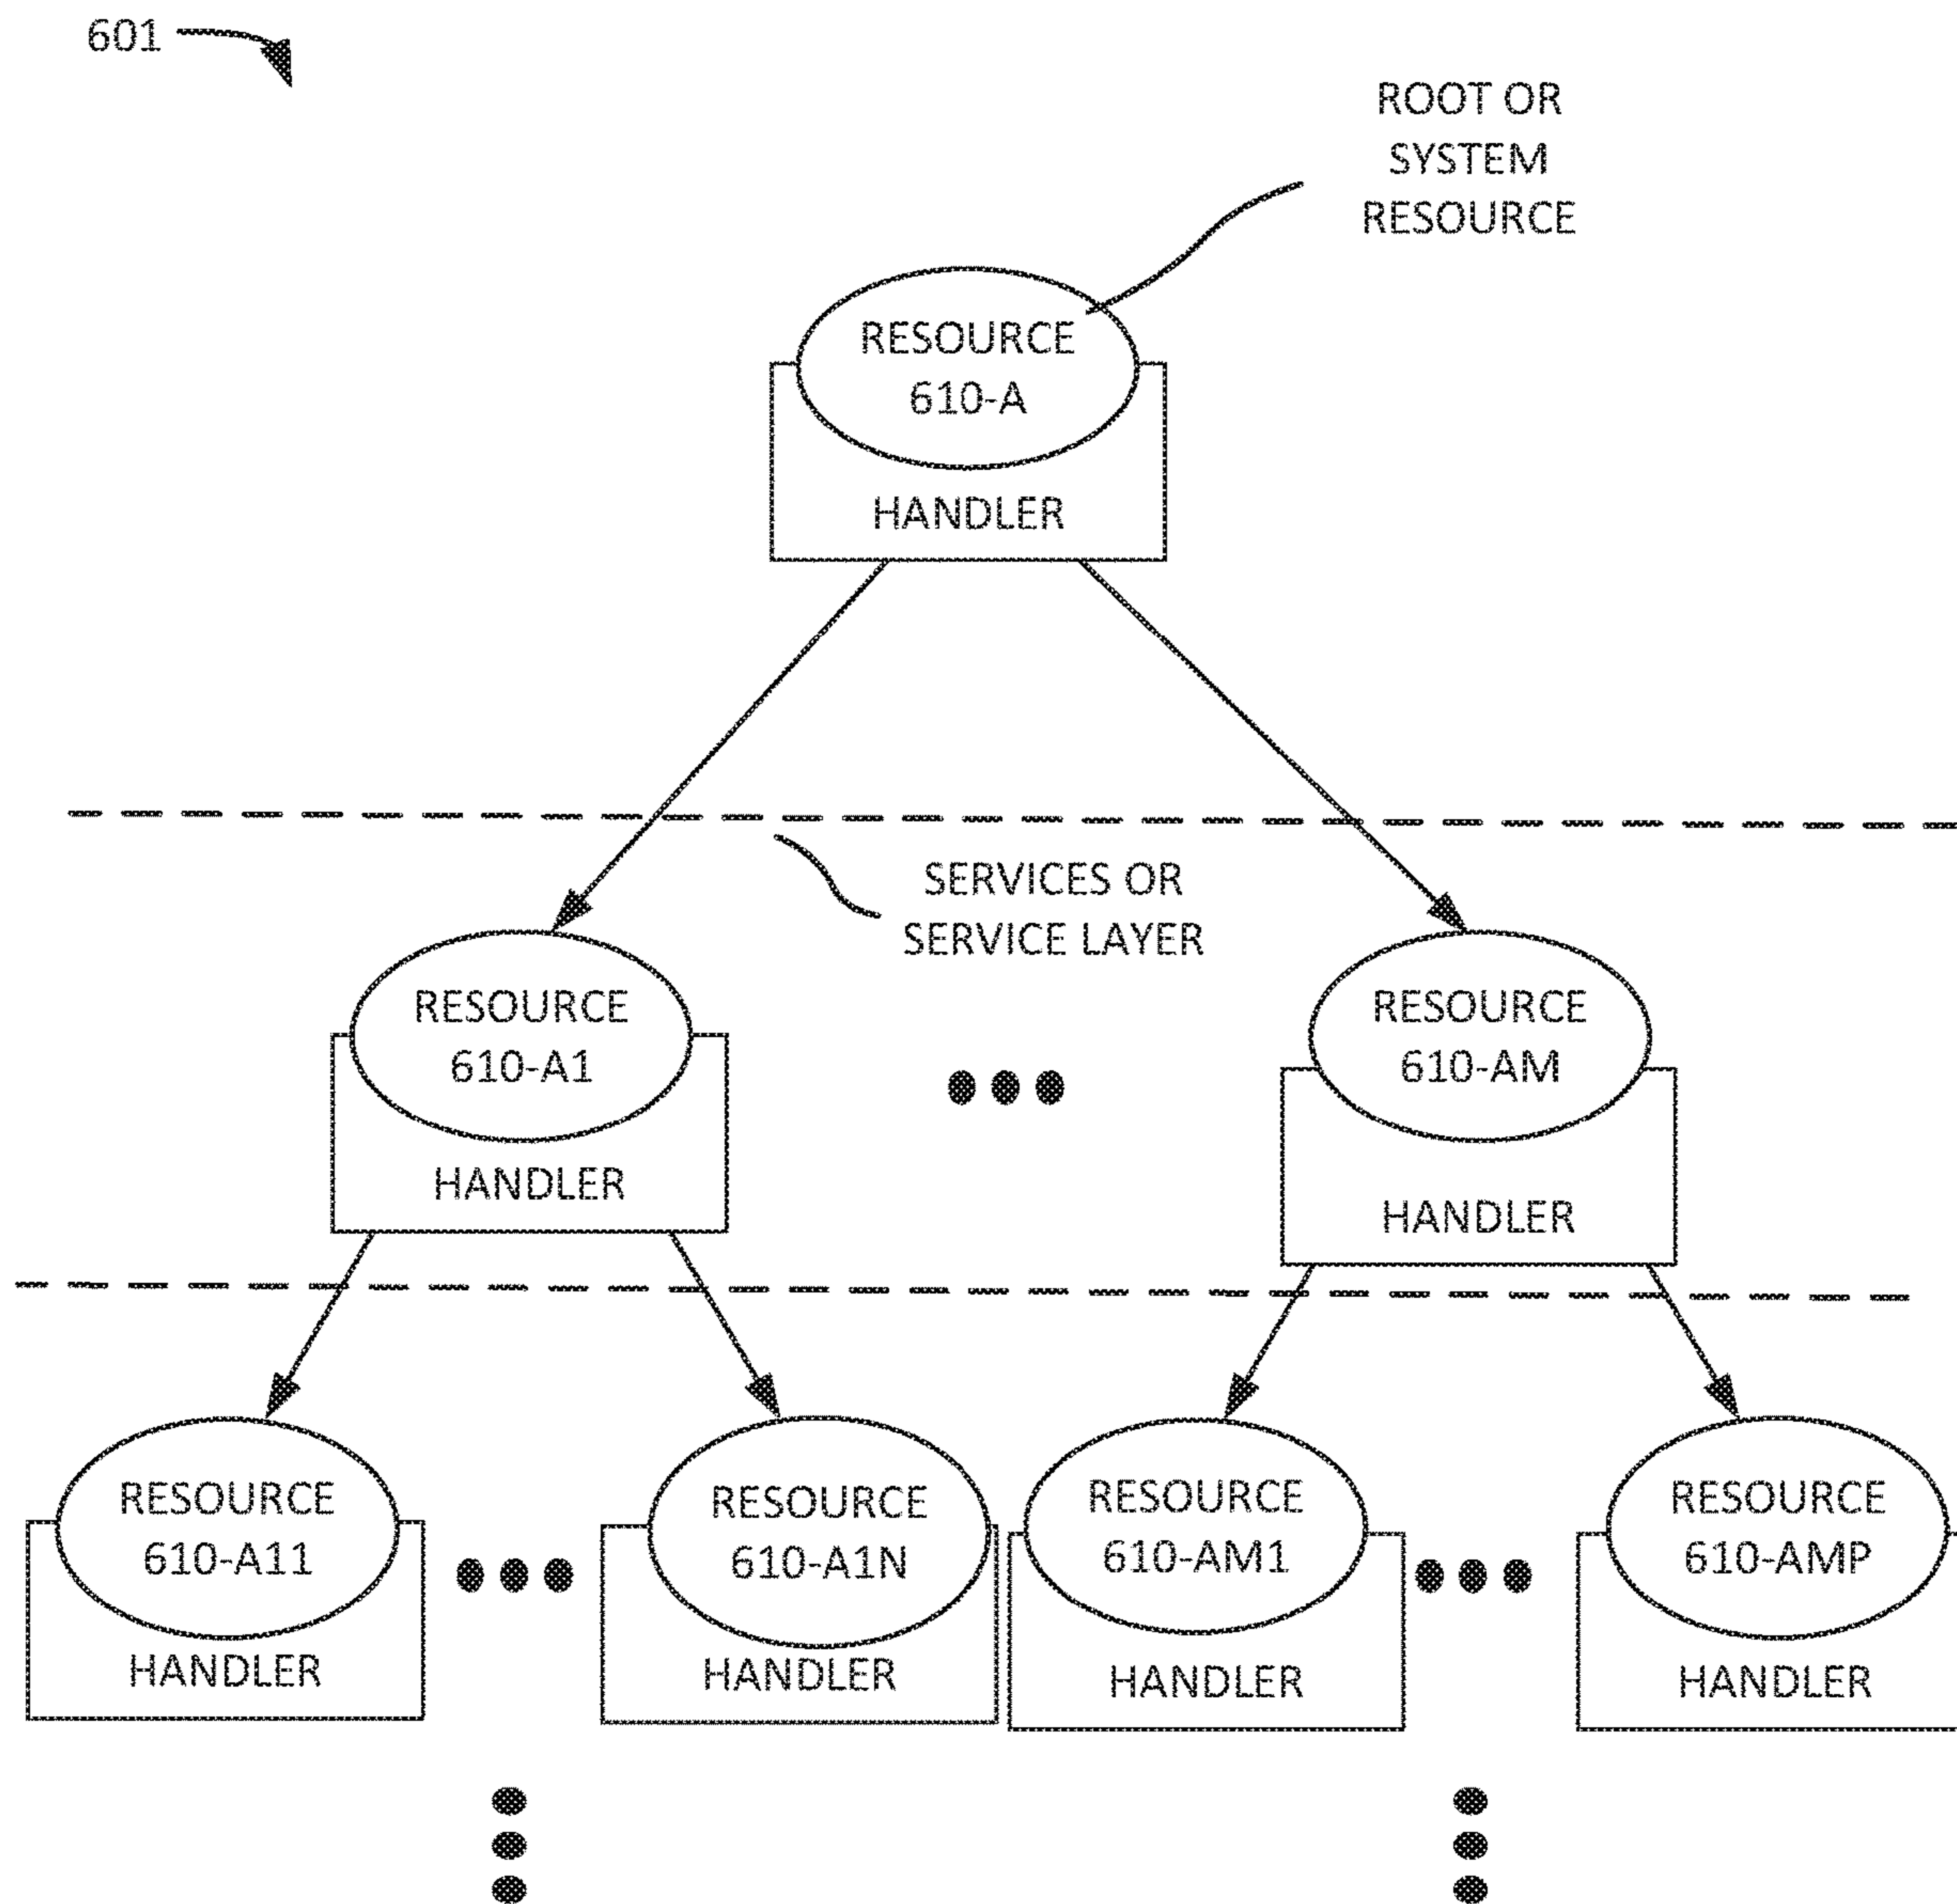 601
ROOT OR
SYSTEM
RESOURCE
RESOURCE
610-A
HANDLER
SERVICES OR
SERVICE LAYER
RESOURCE
610-A1
HANDLER
RESOURCE
610-AM
HANDLER
RESOURCE
610-A11
HANDLER
RESOURCE
610-A1N
HANDLER
RESOURCE
610-AM1
HANDLER
RESOURCE
610-AMP
HANDLER